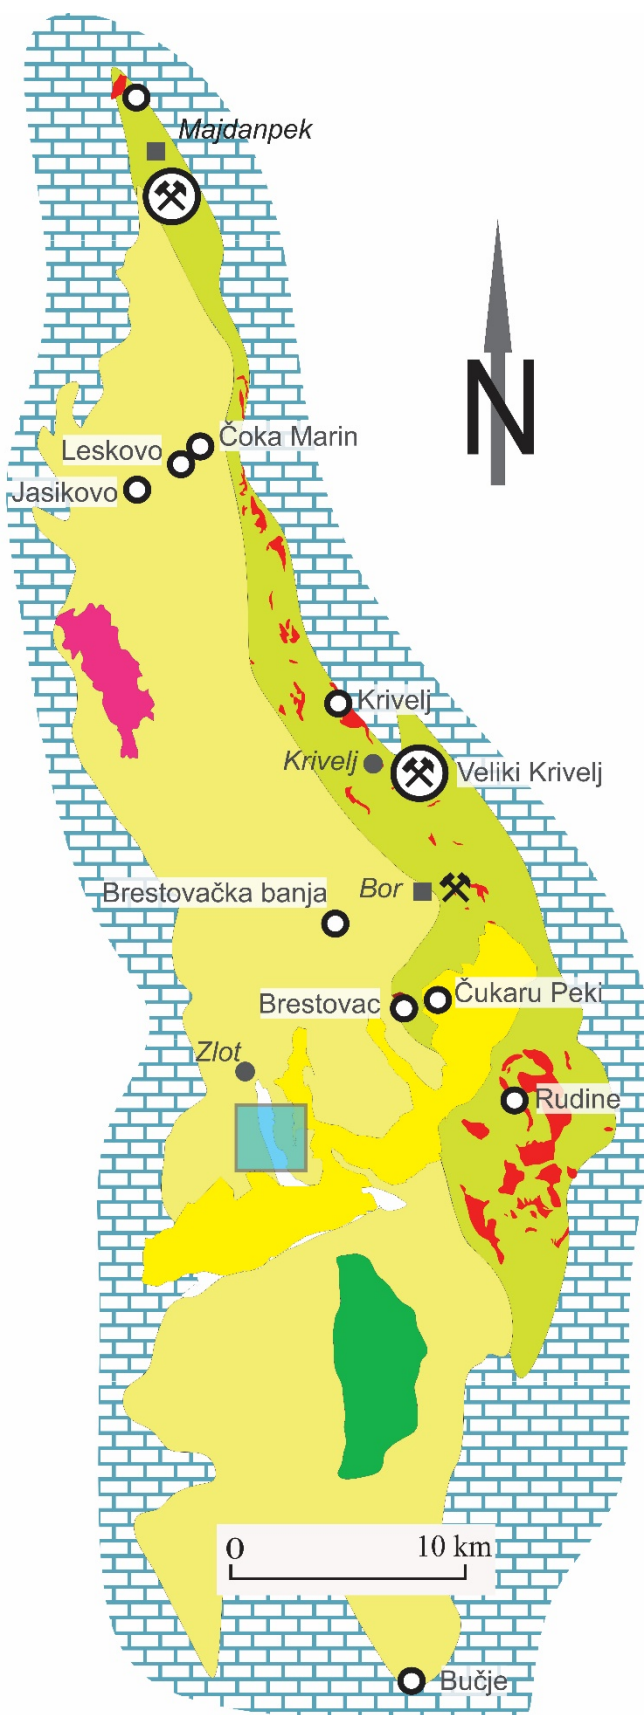 Majdanpek
N
Čoka Marin
Leskovo
Jasikovo
Krivelj
Krivelj
Veliki Krivelj
Bor
Brestovačka banja
Čukaru Peki
Brestovac
Zlot
Rudine
0 10 km
Bučje